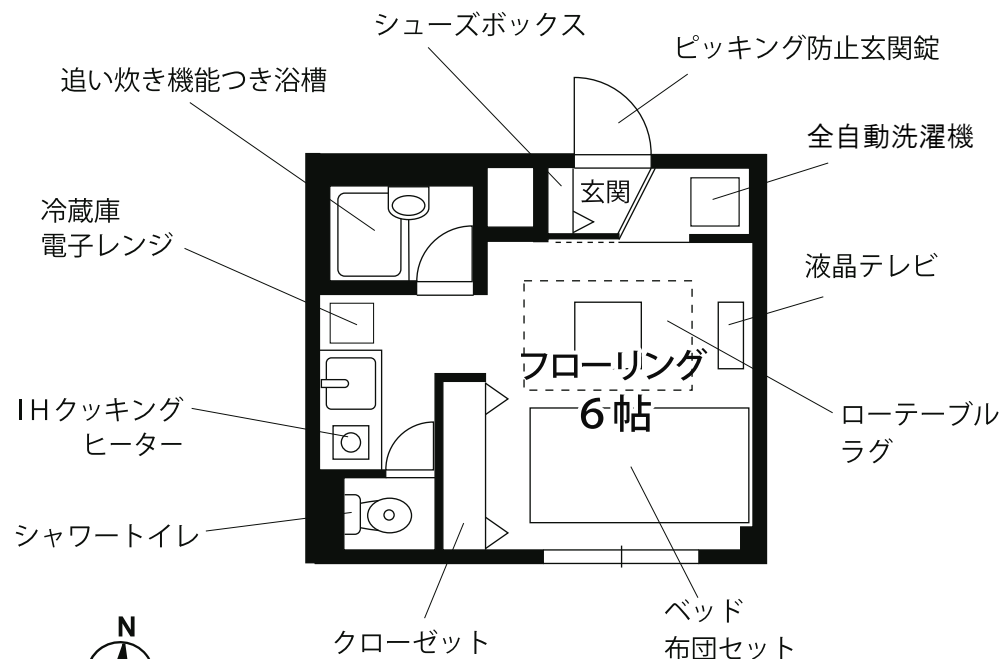 シューズボックス
ピッキング防止玄関錠
追い炊き機能つき浴槽
全自動洗濯機
玄関
冷蔵庫
電子レンジ
液晶テレビ
フローリング
6帖
IHクッキング
ヒーター
ローテーブル
ラグ
シャワートイレ
クローゼット
ベッド
布団セット
N